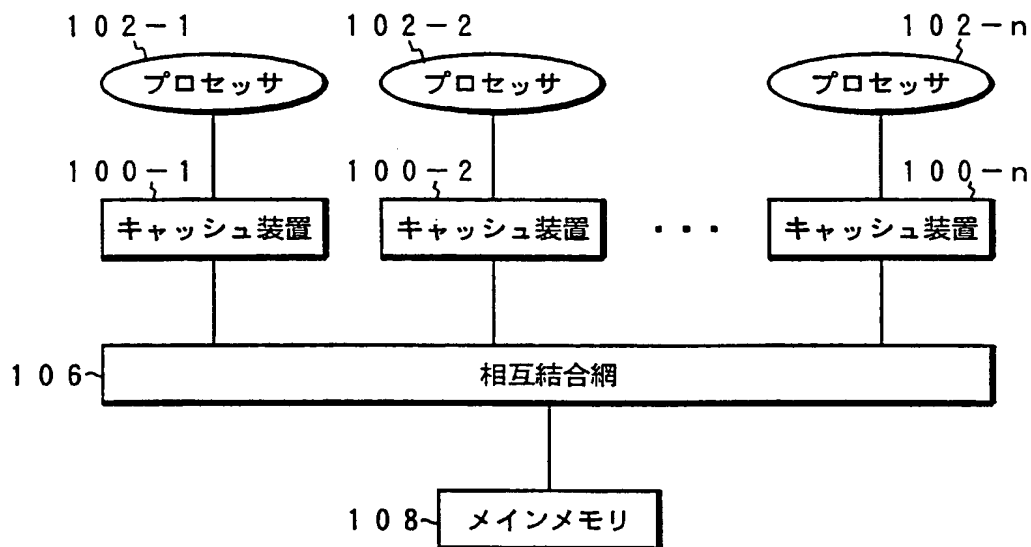 102-1 102-2 102-n
プロセッサ プロセッサ プロセッサ
100-1 100-2 100-n
キャッシュ装置 キャッシュ装置 ・・・ キャッシュ装置
106 相互結合網
108 メインメモリ